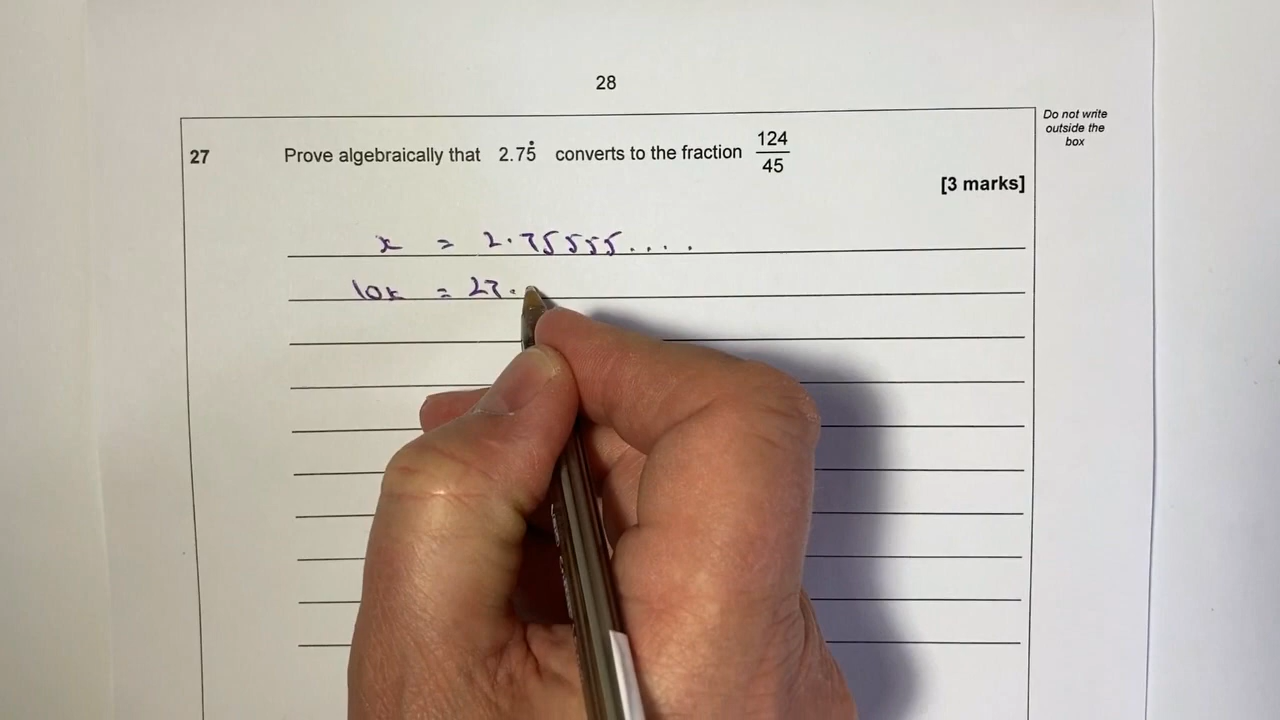 28
Do not write
outside the
box
27 Prove algebraically that 2.75̇ converts to the fraction 124/45
[3 marks]
x = 2.75555....
10x = 27.